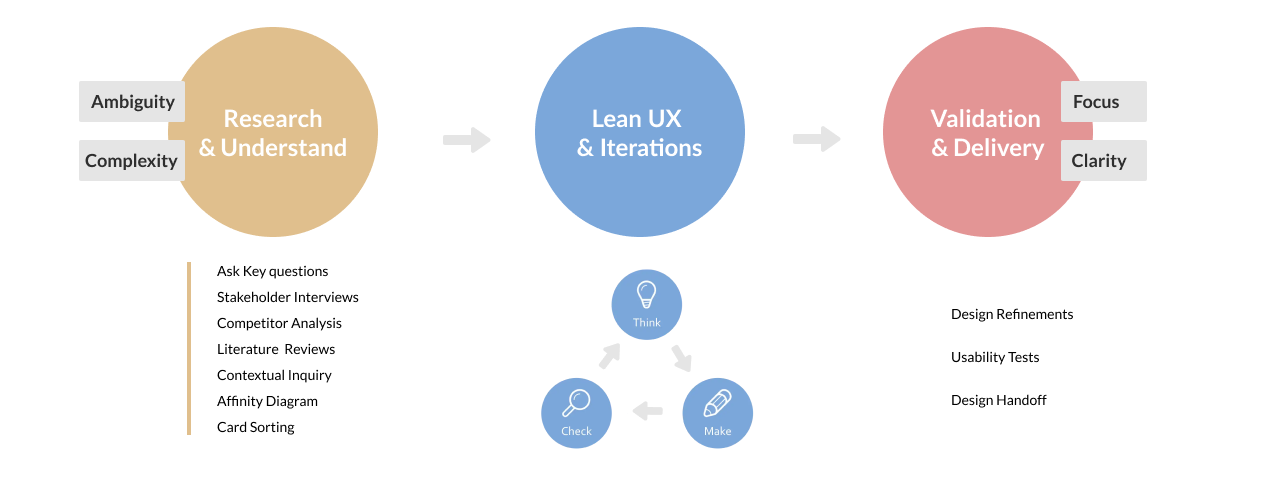 Ambiguity
Complexity
Research
& Understand
Lean UX
& Iterations
Validation
& Delivery
Focus
Clarity
Ask Key questions
Stakeholder Interviews
Competitor Analysis
Literature  Reviews
Contextual Inquiry
Affinity Diagram
Card Sorting
Think
Make
Check
Design Refinements
Usability Tests
Design Handoff